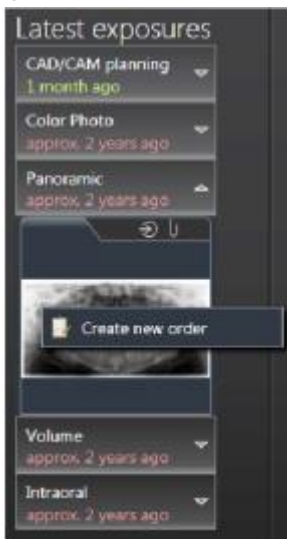 Latest exposures
CAD/CAM planning
1 month ago
Color Photo
approx. 2 years ago
Panoramic
approx. 2 years ago
Create new order
Volume
approx. 2 years ago
Intraoral
approx. 2 years ago